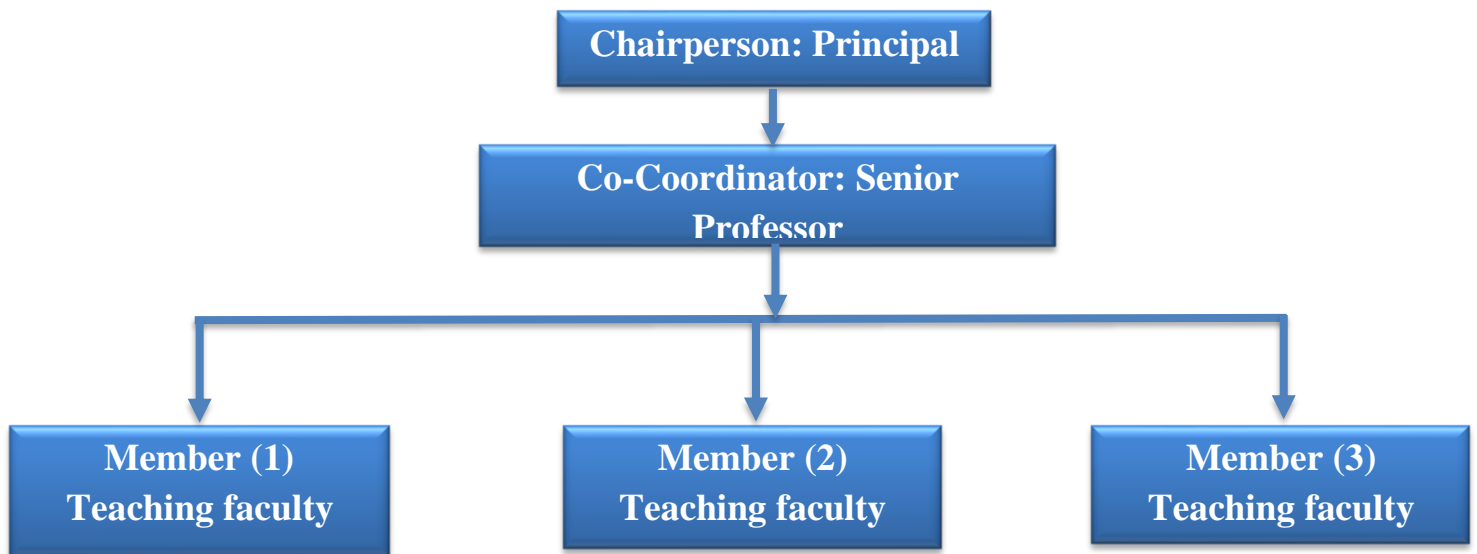 Chairperson: Principal
Co-Coordinator: Senior
Professor
Member (1)
Teaching faculty
Member (2)
Teaching faculty
Member (3)
Teaching faculty